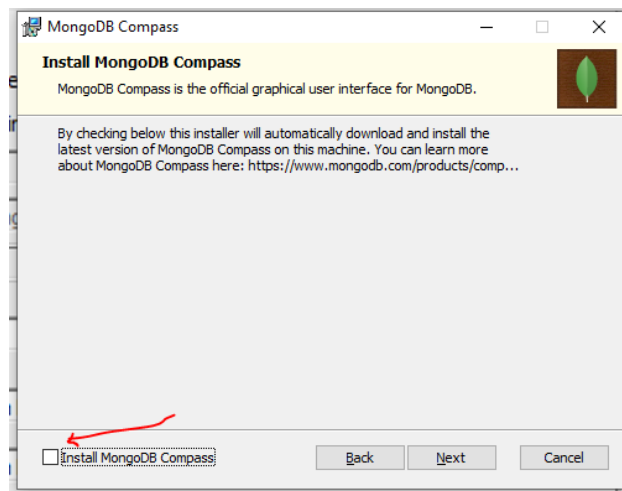 MongoDB Compass
Install MongoDB Compass
MongoDB Compass is the official graphical user interface for MongoDB.
By checking below this installer will automatically download and install the
latest version of MongoDB Compass on this machine. You can learn more
about MongoDB Compass here: https://www.mongodb.com/products/comp...
Install MongoDB Compass
Back
Next
Cancel